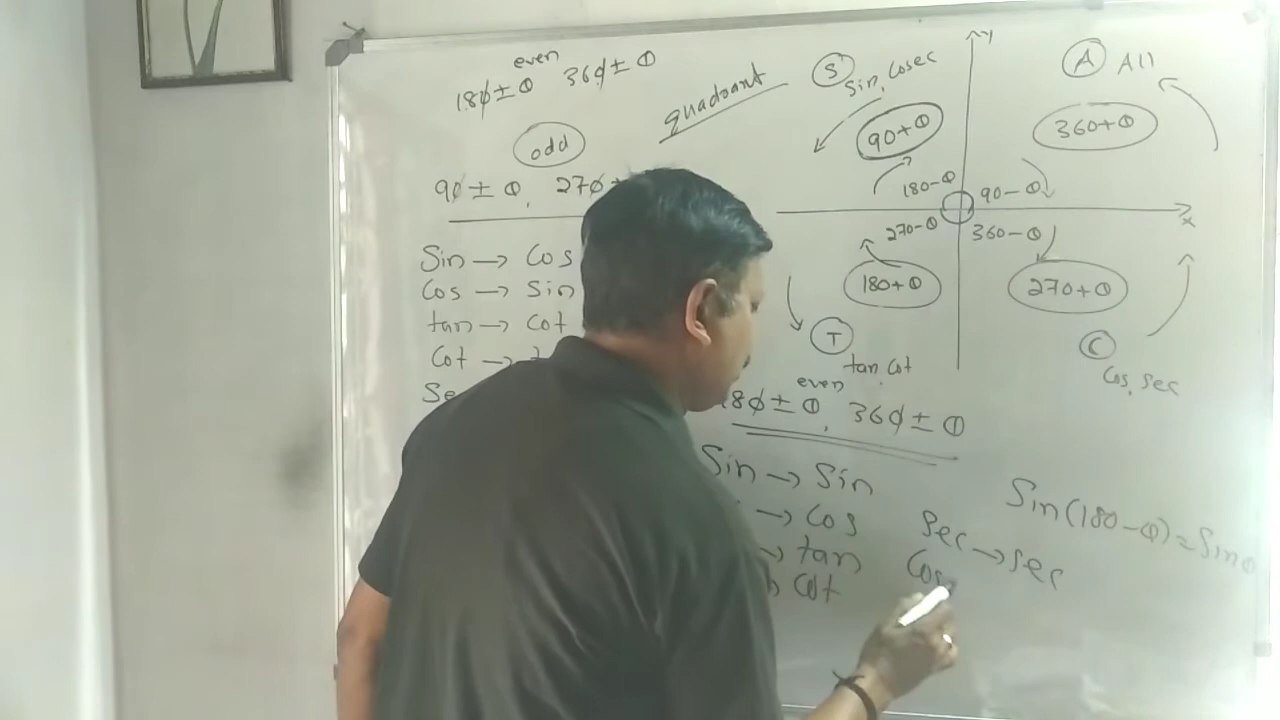 even
180±θ 360±θ
odd
90±θ, 270±
Sin→Cos
Cos→Sin
tan→Cot
Cot→
Se
quadrant
S
Sin, Cosec
90+θ
180-θ
y
A All
360+θ
90-θ
x
270-θ
180+θ
T
tan, Cot
360-θ
270+θ
C
Cos, Sec
even
180±θ, 360±θ
Sin→Sin
→Cos
→tan
Cot
Sec→Sec
Cos
Sin(180-θ)=Sinθ